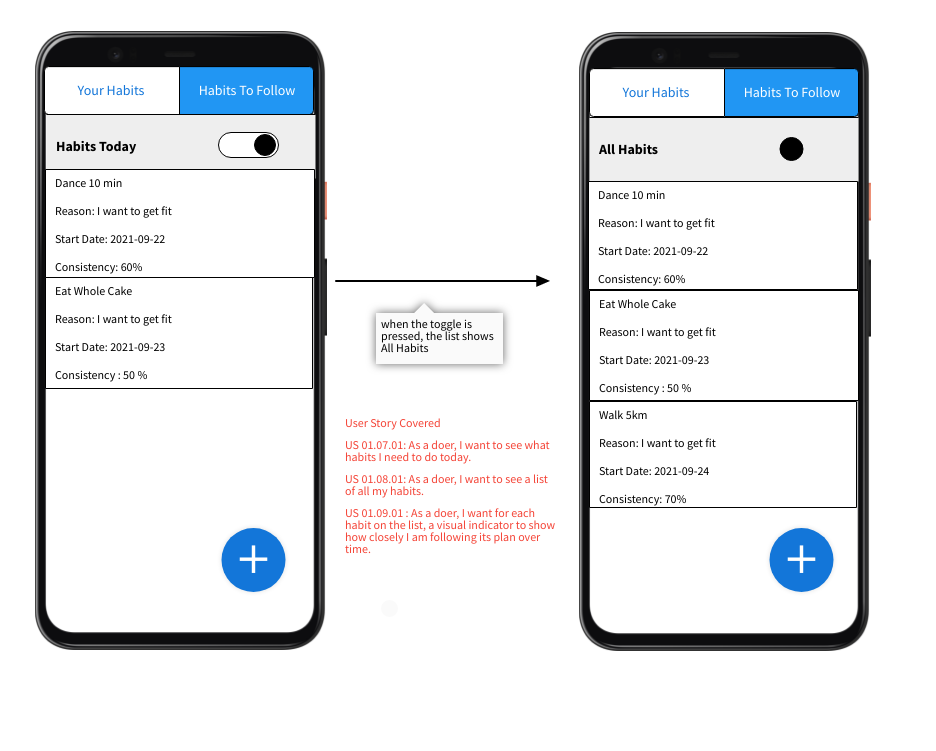 Your Habits
Habits To Follow
Habits Today
Dance 10 min
Reason: I want to get fit
Start Date: 2021-09-22
Consistency: 60%
Eat Whole Cake
Reason: I want to get fit
Start Date: 2021-09-23
Consistency : 50 %
when the toggle is
pressed, the list shows
All Habits
User Story Covered
US 01.07.01: As a doer, I want to see what
habits I need to do today.
US 01.08.01: As a doer, I want to see a list
of all my habits.
US 01.09.01 : As a doer, I want for each
habit on the list, a visual indicator to show
how closely I am following its plan over
time.
Your Habits
Habits To Follow
All Habits
Dance 10 min
Reason: I want to get fit
Start Date: 2021-09-22
Consistency: 60%
Eat Whole Cake
Reason: I want to get fit
Start Date: 2021-09-23
Consistency : 50 %
Walk 5km
Reason: I want to get fit
Start Date: 2021-09-24
Consistency: 70%